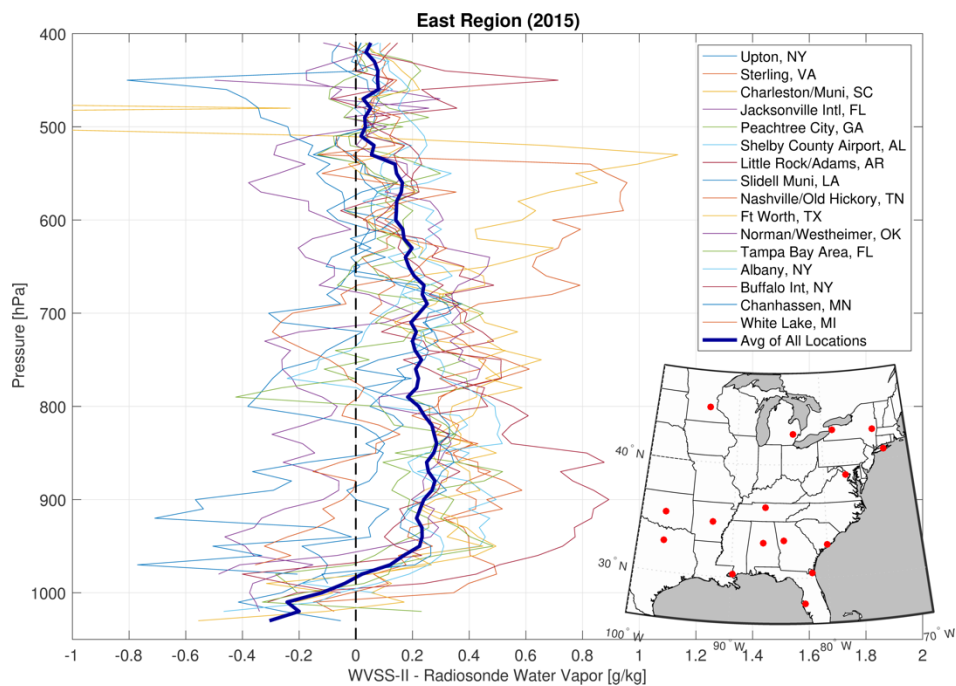 East Region (2015)
400
500
600
700
800
900
1000
Pressure [hPa]
Upton, NY
Sterling, VA
Charleston/Muni, SC
Jacksonville Intl, FL
Peachtree City, GA
Shelby County Airport, AL
Little Rock/Adams, AR
Slidell Muni, LA
Nashville/Old Hickory, TN
Ft Worth, TX
Norman/Westheimer, OK
Tampa Bay Area, FL
Albany, NY
Buffalo Int, NY
Chanhassen, MN
White Lake, MI
Avg of All Locations
40° N
30° N
100° W
90° W
80° W
70° W
-1 -0.8 -0.6 -0.4 -0.2 0 0.2 0.4 0.6 0.8 1 1.2 1.4 1.6 1.8 2
WVSS-II - Radiosonde Water Vapor [g/kg]